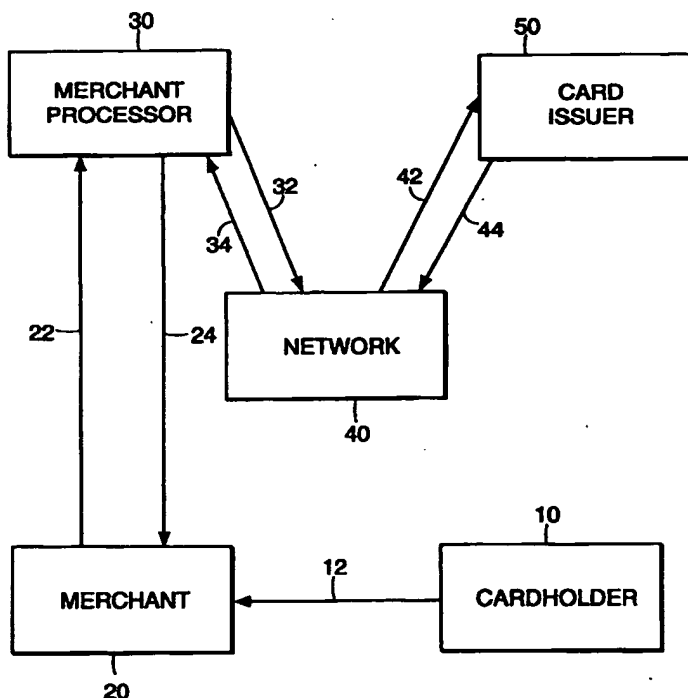 30
MERCHANT
PROCESSOR
50
CARD
ISSUER
32
34
42
44
22
24
NETWORK
40
10
MERCHANT
12
CARDHOLDER
20